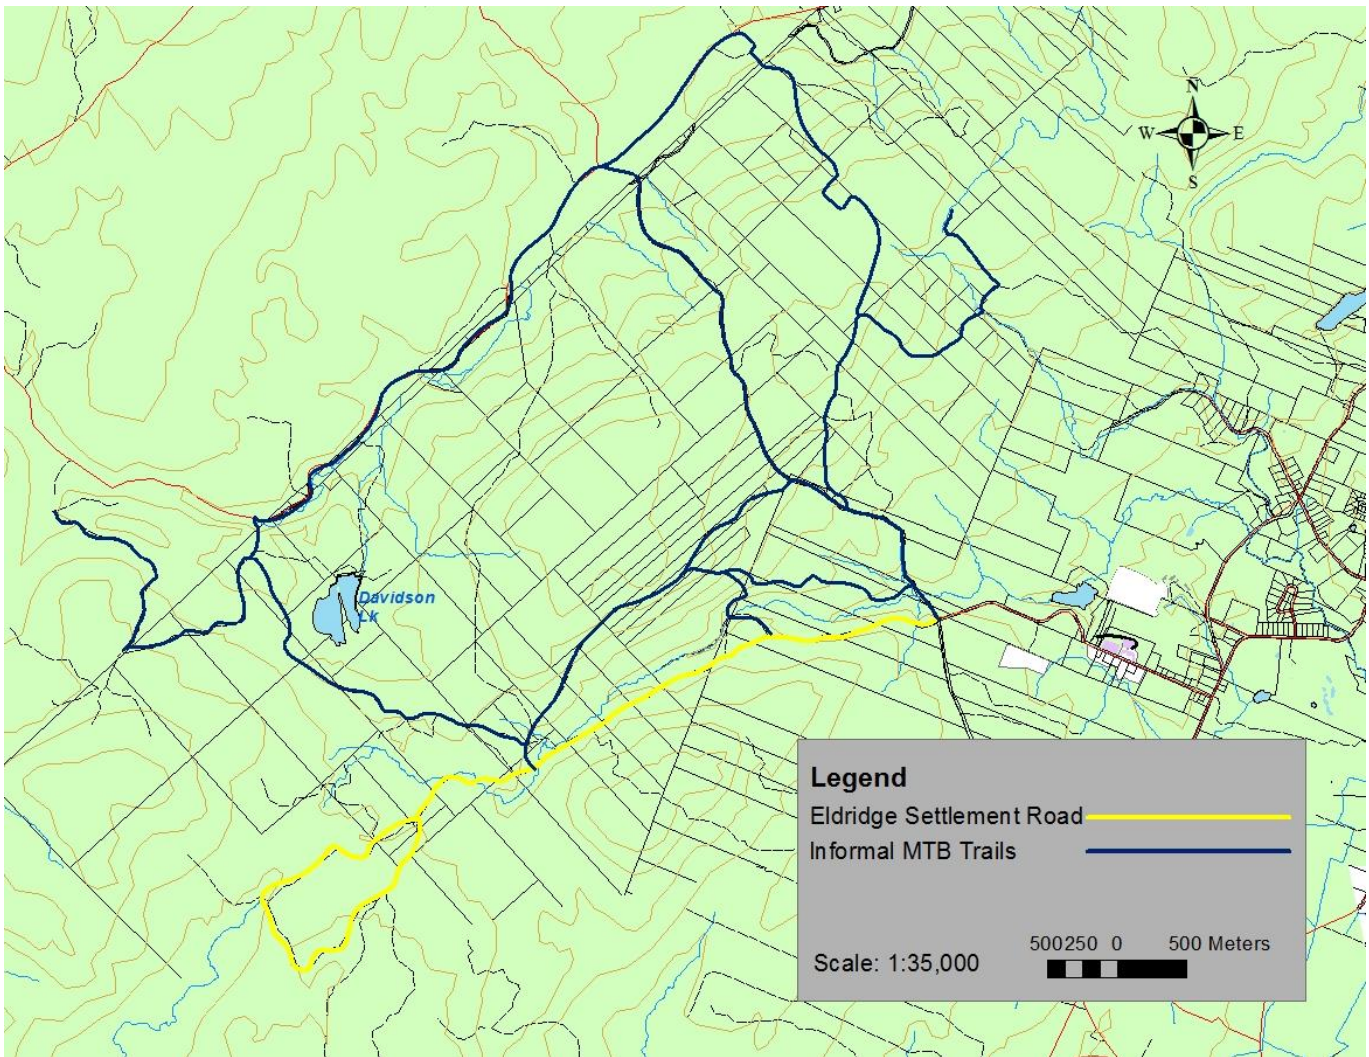 N
W E
S
Davidson
Lk
Legend
Eldridge Settlement Road
Informal MTB Trails
500250 0 500 Meters
Scale: 1:35,000